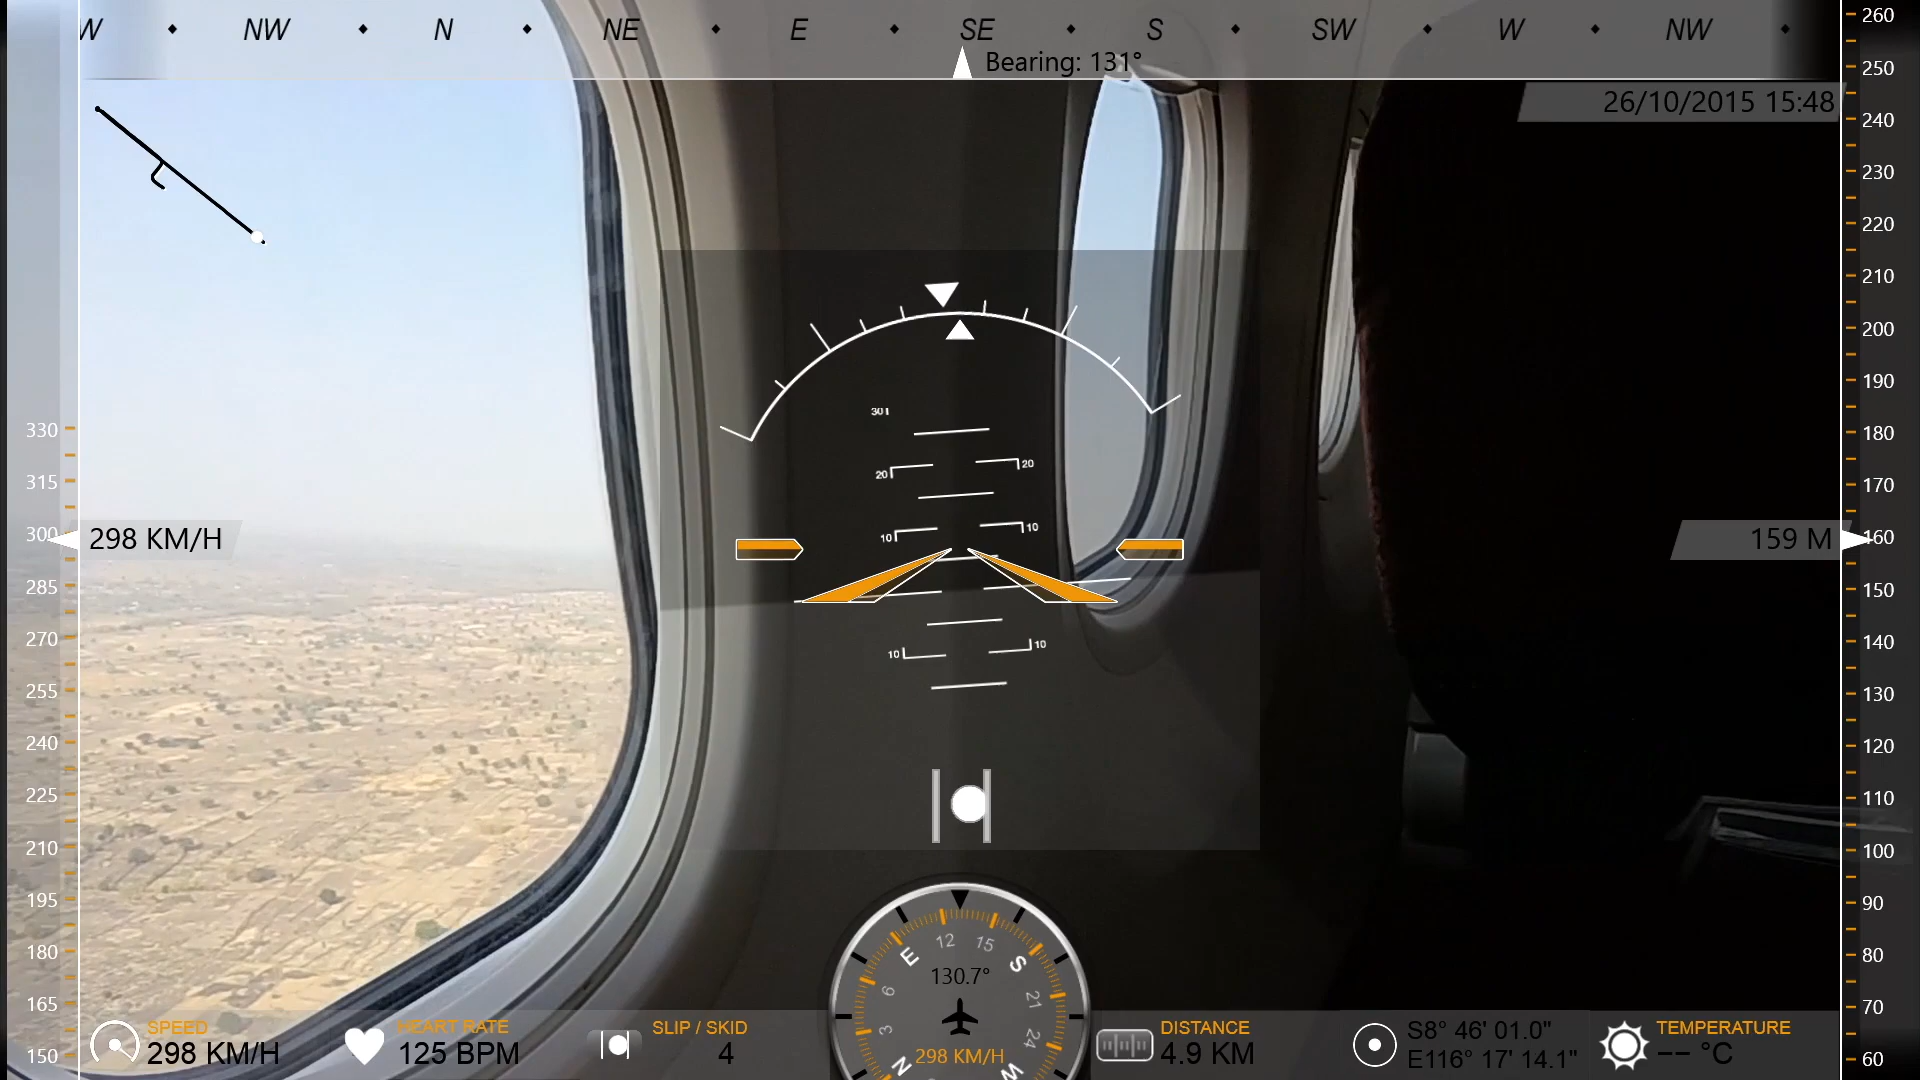 W NW N NE E SE S SW W NW
Bearing: 131°
26/10/2015 15:48
330
315
300
285
270
255
240
225
210
195
180
165
150
298 KM/H
260
250
240
230
220
210
200
190
180
170
160
150
140
130
120
110
100
90
80
70
60
159 M
30
20 20
10 10
10 10
E 12 15 S
130.7°
6 21
3 24
N W
298 KM/H
SPEED
298 KM/H
HEART RATE
125 BPM
SLIP / SKID
4
DISTANCE
4.9 KM
S8° 46' 01.0"
E116° 17' 14.1"
TEMPERATURE
-- °C